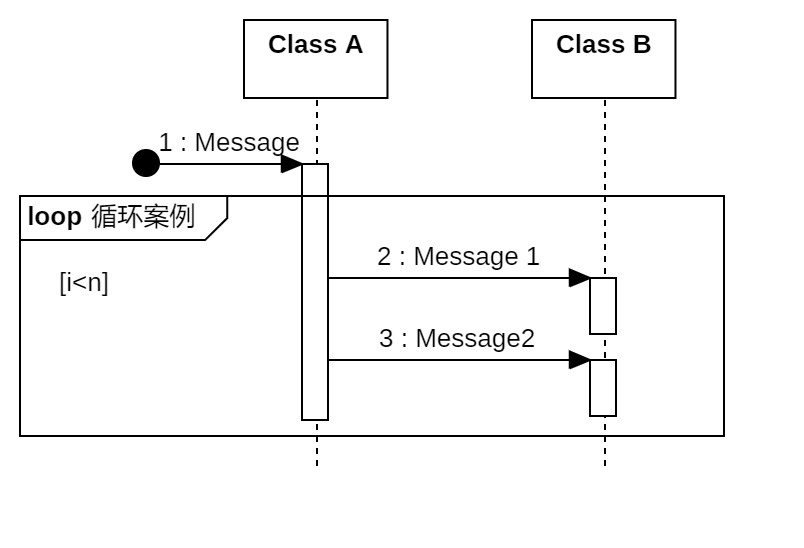 Class A
Class B
1 : Message
loop 循环案例
2 : Message 1
[i<n]
3 : Message2